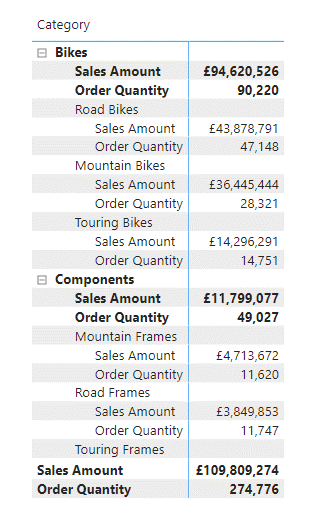 Category
Bikes
Sales Amount £94,620,526
Order Quantity 90,220
Road Bikes
Sales Amount £43,878,791
Order Quantity 47,148
Mountain Bikes
Sales Amount £36,445,444
Order Quantity 28,321
Touring Bikes
Sales Amount £14,296,291
Order Quantity 14,751
Components
Sales Amount £11,799,077
Order Quantity 49,027
Mountain Frames
Sales Amount £4,713,672
Order Quantity 11,620
Road Frames
Sales Amount £3,849,853
Order Quantity 11,747
Touring Frames
Sales Amount £109,809,274
Order Quantity 274,776